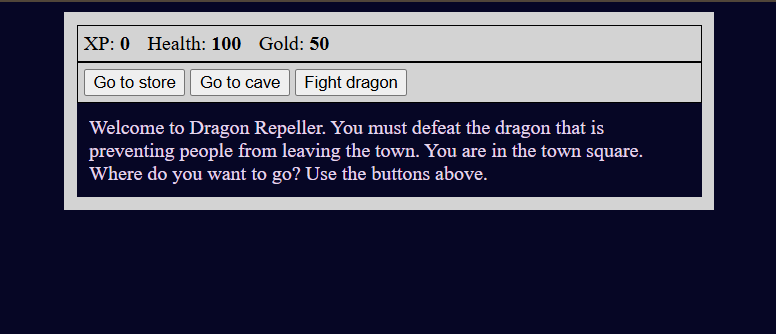 XP: 0 Health: 100 Gold: 50
Go to store Go to cave Fight dragon
Welcome to Dragon Repeller. You must defeat the dragon that is
preventing people from leaving the town. You are in the town square.
Where do you want to go? Use the buttons above.